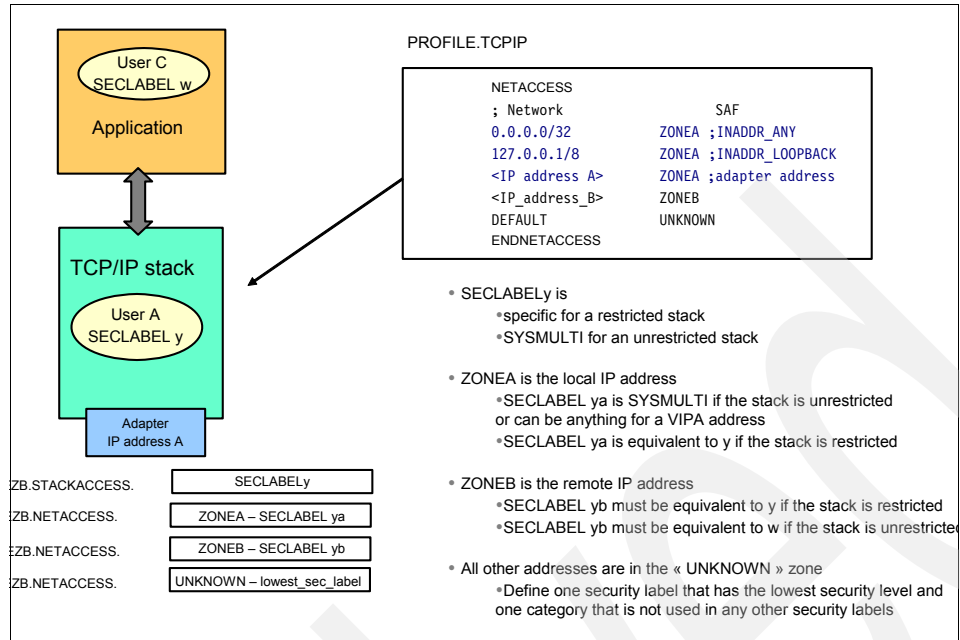 User C
SECLABEL w
Application
TCP/IP stack
User A
SECLABEL y
Adapter
IP address A
ZB.STACKACCESS. SECLABELy
ZB.NETACCESS. ZONEA – SECLABEL ya
ZB.NETACCESS. ZONEB – SECLABEL yb
ZB.NETACCESS. UNKNOWN – lowest_sec_label
PROFILE.TCPIP
NETACCESS
; Network SAF
0.0.0.0/32 ZONEA ;INADDR_ANY
127.0.0.1/8 ZONEA ;INADDR_LOOPBACK
<IP address A> ZONEA ;adapter address
<IP_address_B> ZONEB
DEFAULT UNKNOWN
ENDNETACCESS
• SECLABELy is
•specific for a restricted stack
•SYSMULTI for an unrestricted stack
• ZONEA is the local IP address
•SECLABEL ya is SYSMULTI if the stack is unrestricted
or can be anything for a VIPA address
•SECLABEL ya is equivalent to y if the stack is restricted
• ZONEB is the remote IP address
•SECLABEL yb must be equivalent to y if the stack is restricted
•SECLABEL yb must be equivalent to w if the stack is unrestricted
• All other addresses are in the « UNKNOWN » zone
•Define one security label that has the lowest security level and
one category that is not used in any other security labels